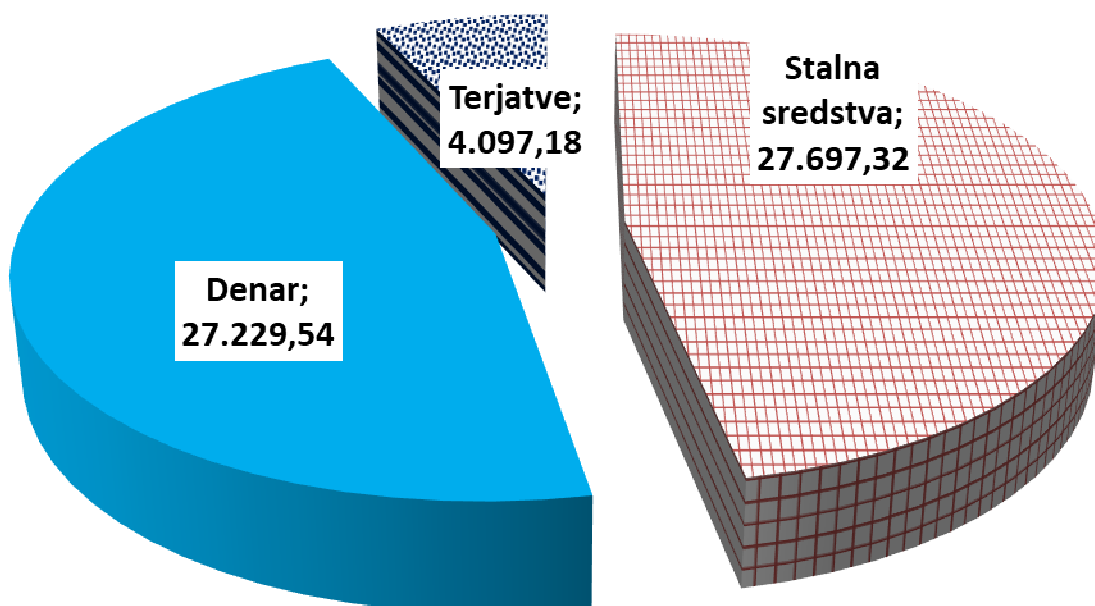 Terjatve;
4.097,18
Stalna
sredstva;
27.697,32
Denar;
27.229,54